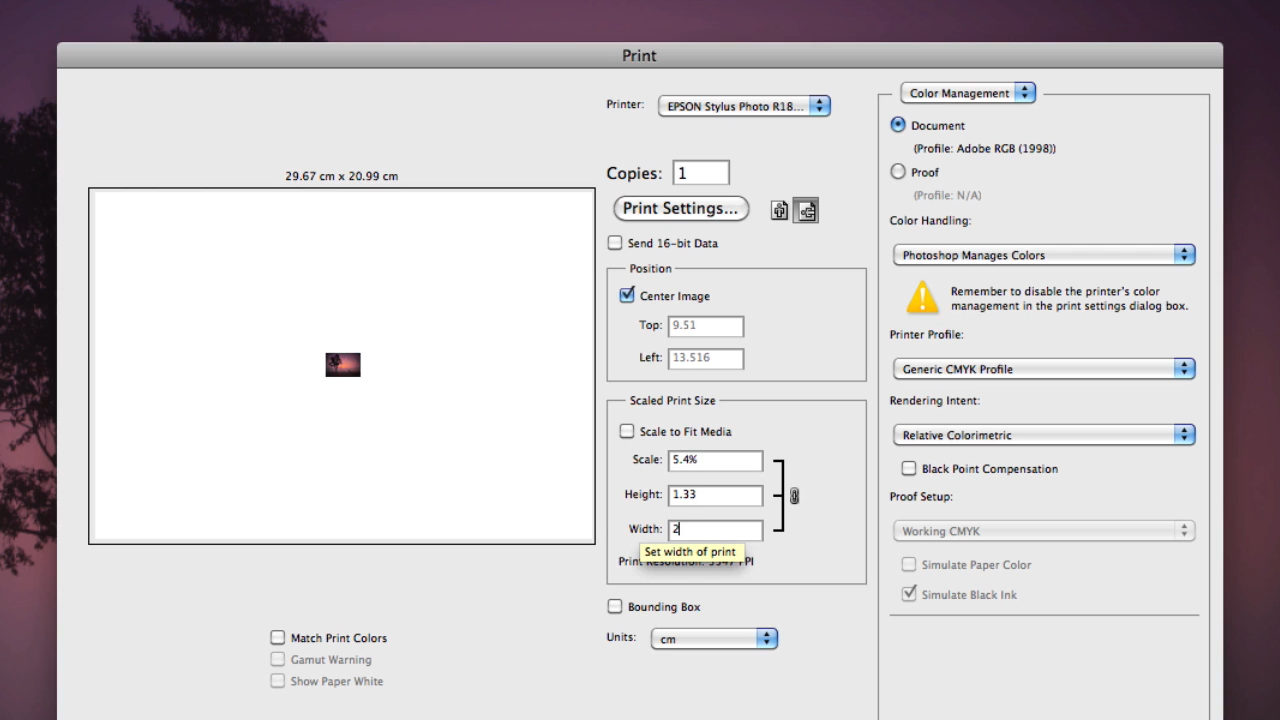 Print
Printer: EPSON Stylus Photo R18...
Copies: 1
Print Settings...
Send 16-bit Data
29.67 cm x 20.99 cm
Position
Center Image
Top: 9.51
Left: 13.516
Scaled Print Size
Scale to Fit Media
Scale: 5.4%
Height: 1.33
Width: 2
Set width of print
Print Resolution: PPI
Bounding Box
Units: cm
Match Print Colors
Gamut Warning
Show Paper White
Color Management
Document
(Profile: Adobe RGB (1998))
Proof
(Profile: N/A)
Color Handling:
Photoshop Manages Colors
Remember to disable the printer's color
management in the print settings dialog box.
Printer Profile:
Generic CMYK Profile
Rendering Intent:
Relative Colorimetric
Black Point Compensation
Proof Setup:
Working CMYK
Simulate Paper Color
Simulate Black Ink